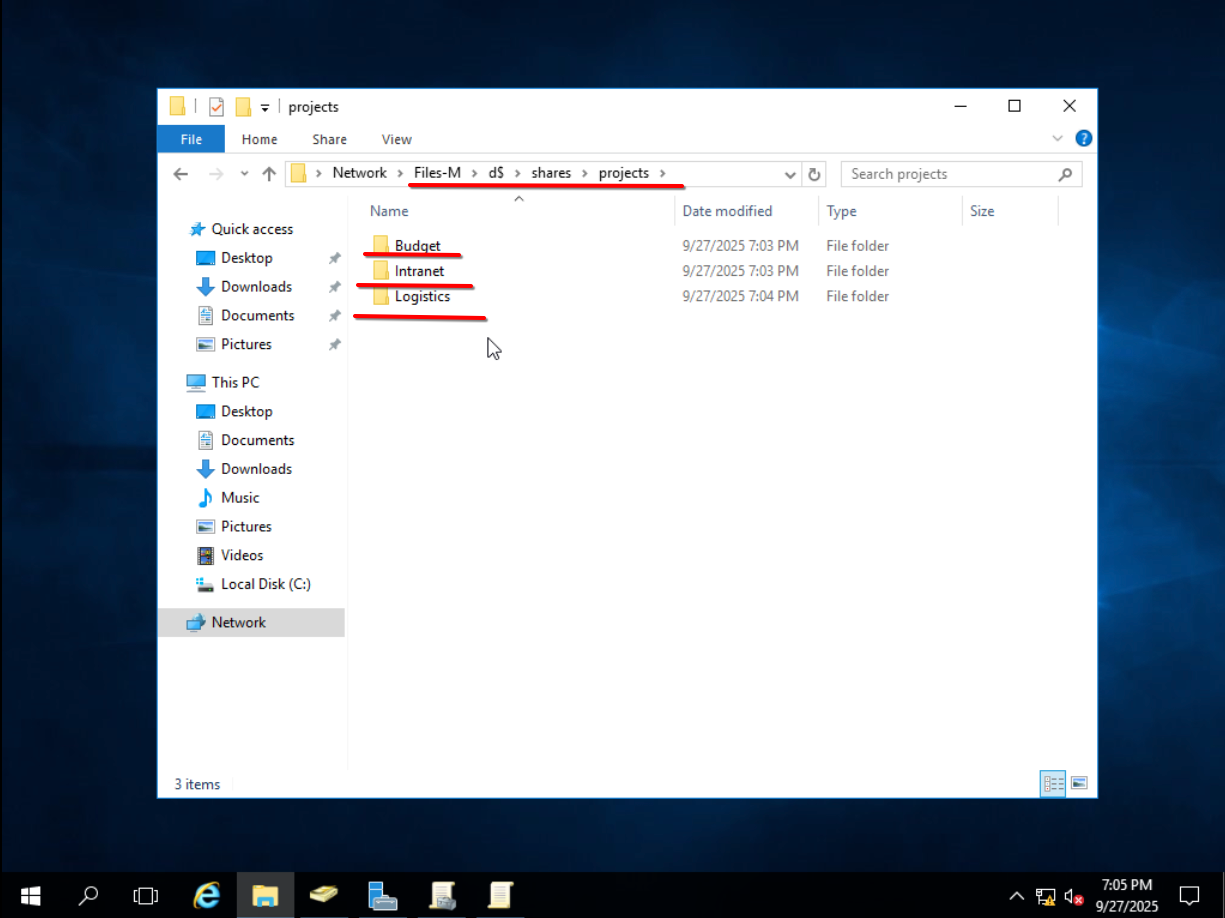 projects
File Home Share View
Network Files-M d$ shares projects Search projects
Name Date modified Type Size
Budget 9/27/2025 7:03 PM File folder
Intranet 9/27/2025 7:03 PM File folder
Logistics 9/27/2025 7:04 PM File folder
Quick access
Desktop
Downloads
Documents
Pictures
This PC
Desktop
Documents
Downloads
Music
Pictures
Videos
Local Disk (C:)
Network
3 items
7:05 PM
9/27/2025